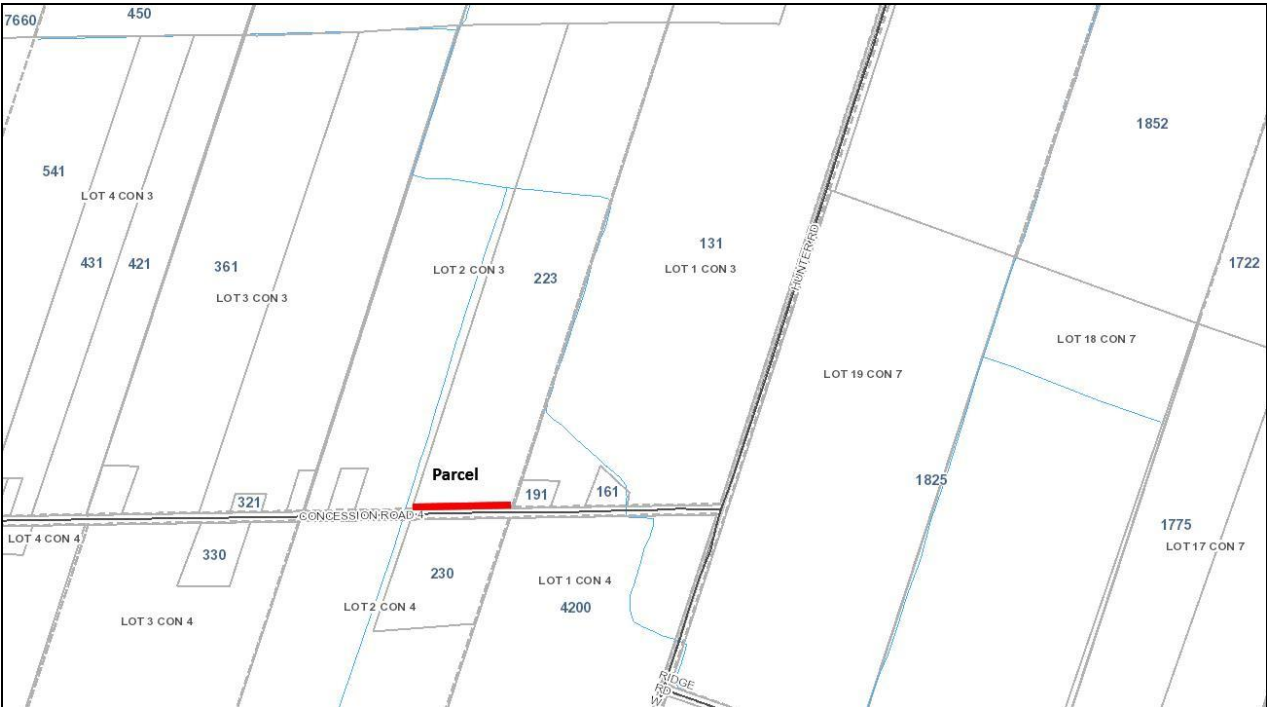 7660
450
1852
541
LOT 4 CON 3
431
421
361
LOT 3 CON 3
LOT 2 CON 3
223
131
LOT 1 CON 3
HUNTER RD
1722
LOT 18 CON 7
LOT 19 CON 7
Parcel
321
191
161
1825
CONCESSION ROAD 4
1775
LOT 17 CON 7
LOT 4 CON 4
330
230
LOT 1 CON 4
4200
LOT 2 CON 4
LOT 3 CON 4
RIDGE
RD
W